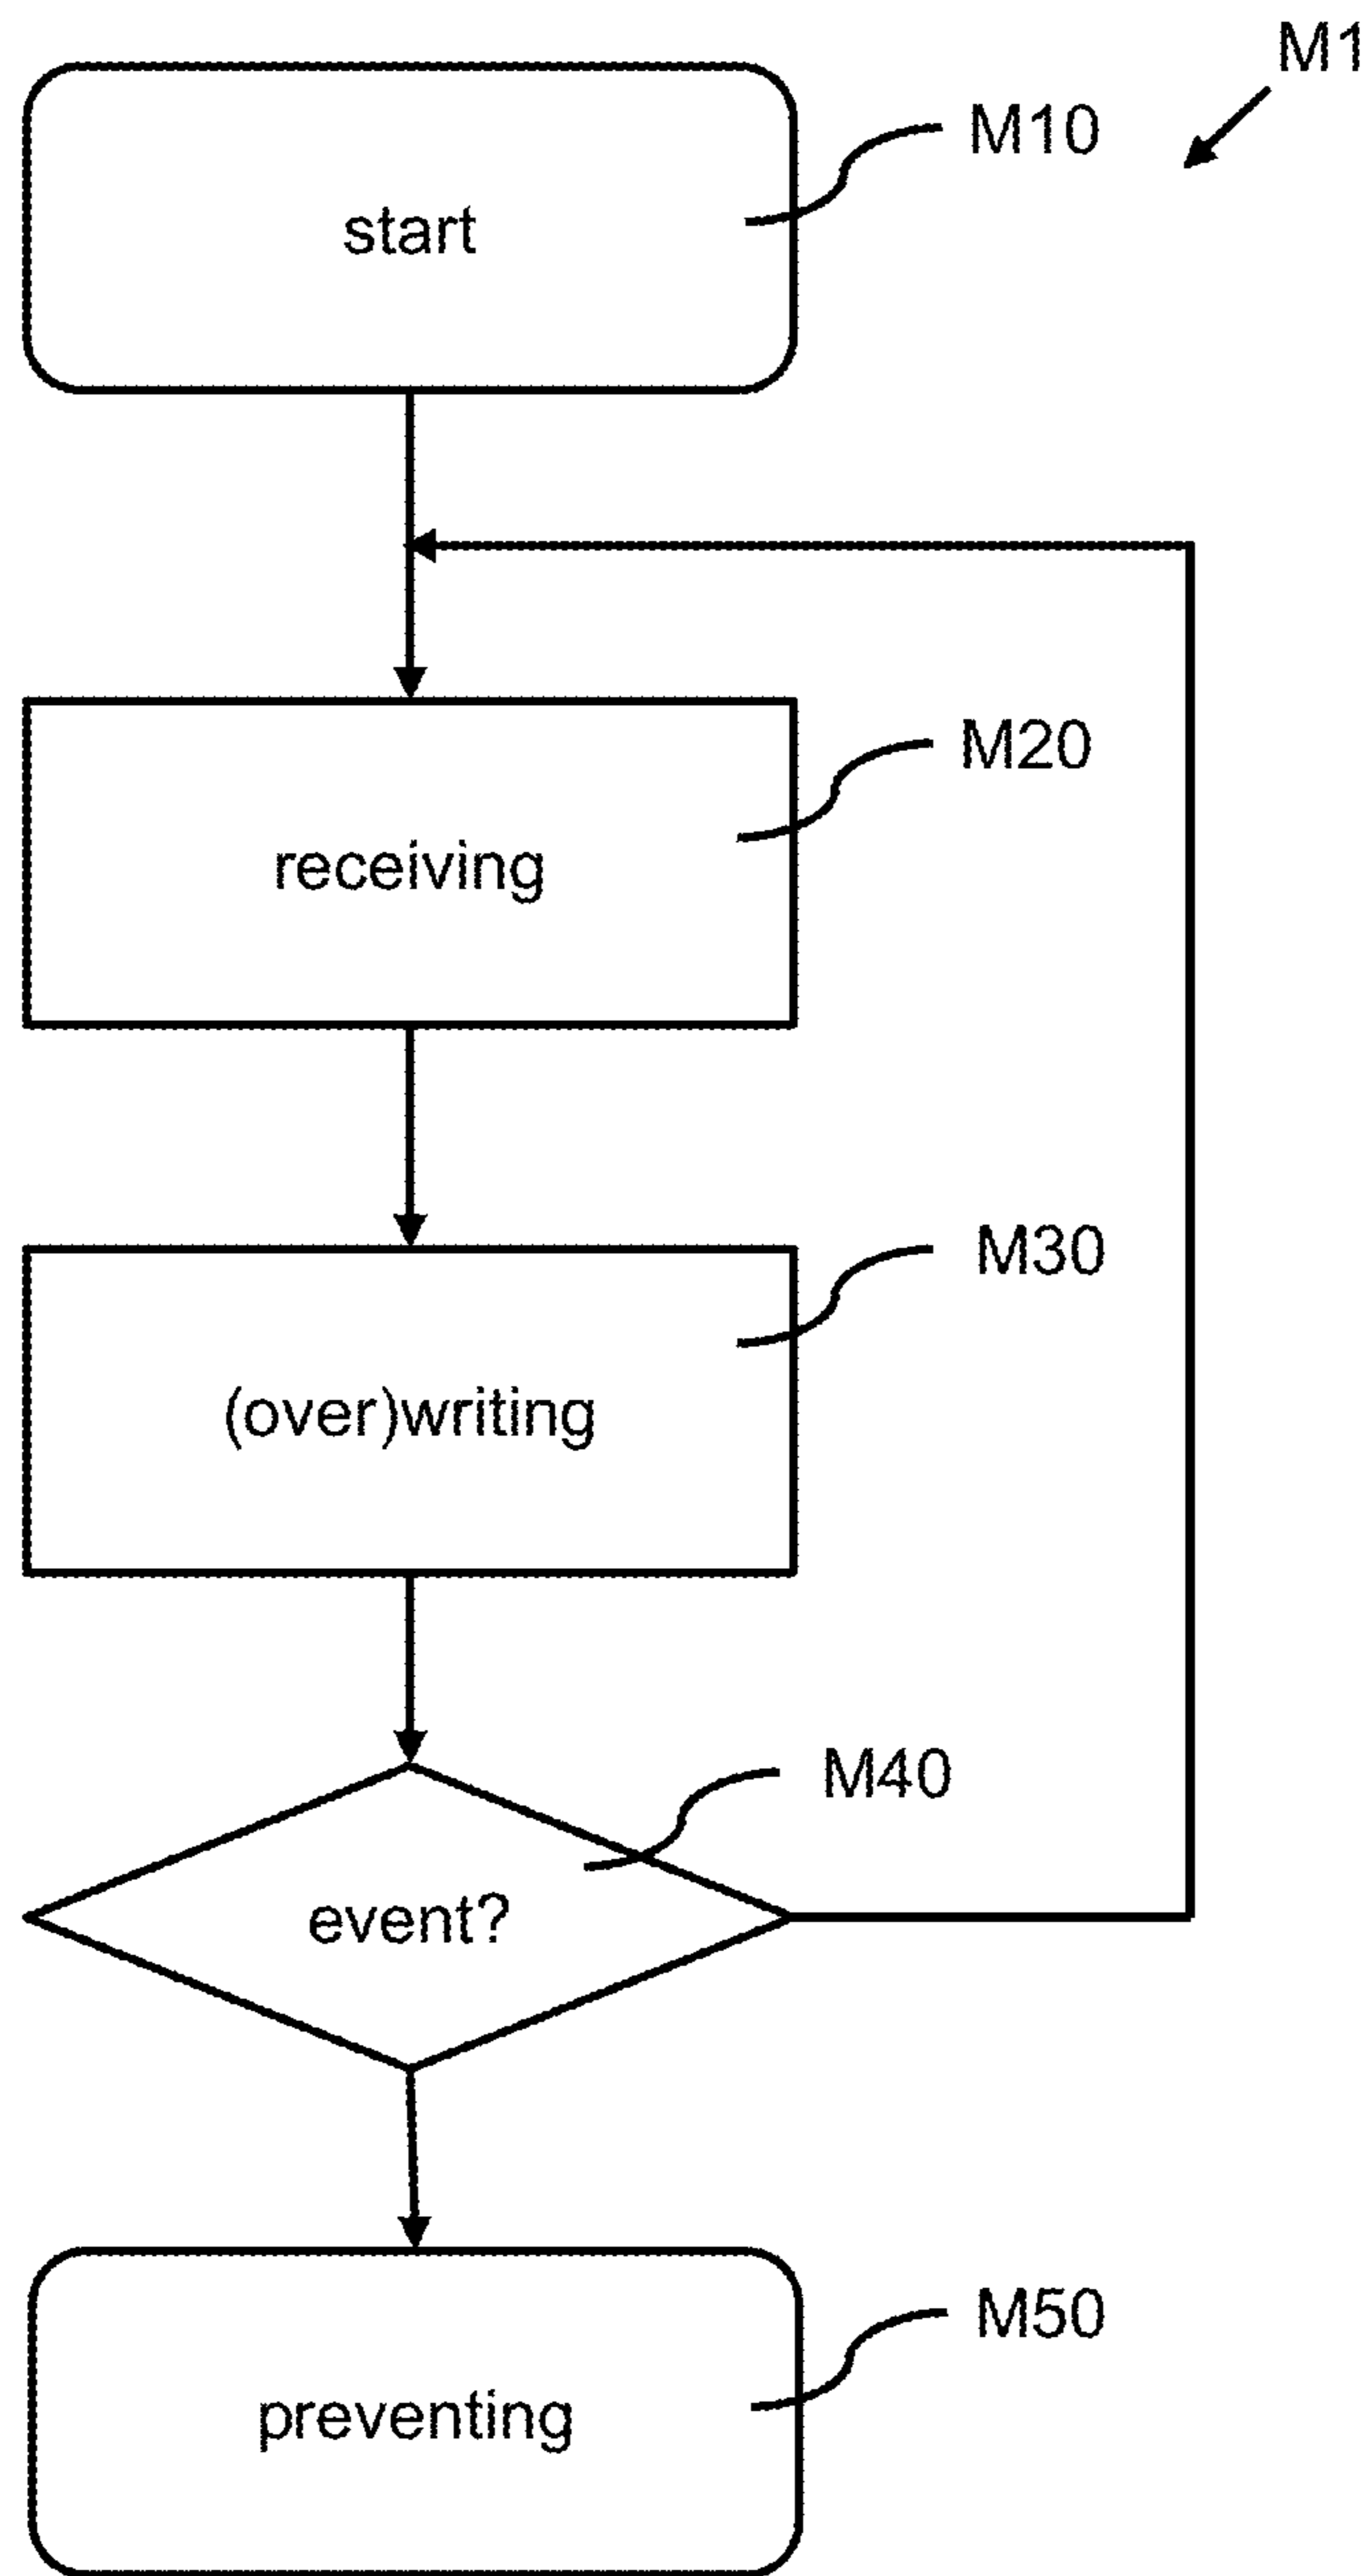 M1
M10
start
M20
receiving
M30
(over)writing
M40
event?
M50
preventing